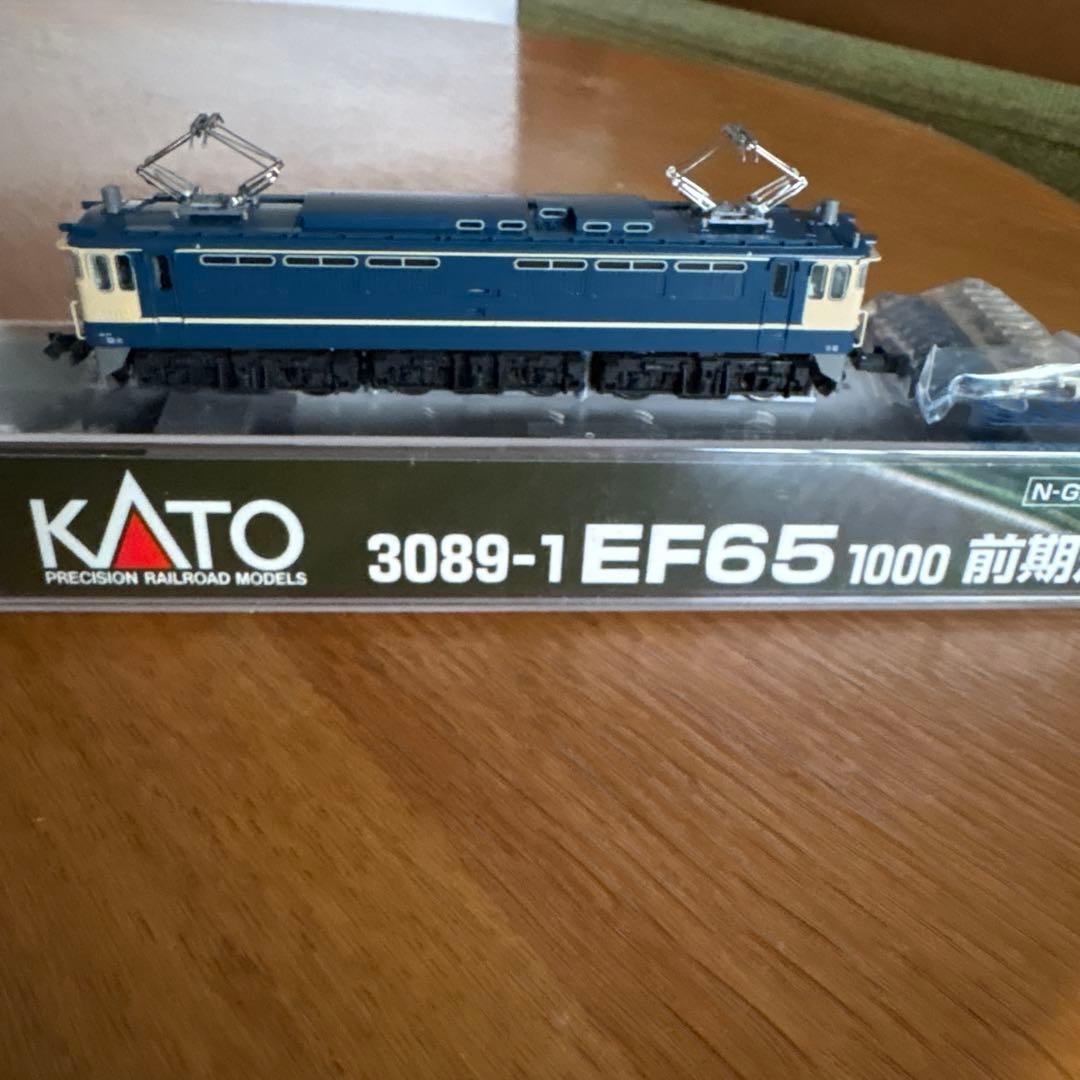 KATO
PRECISION RAILROAD MODELS
3089-1 EF65 1000 前期
N-G